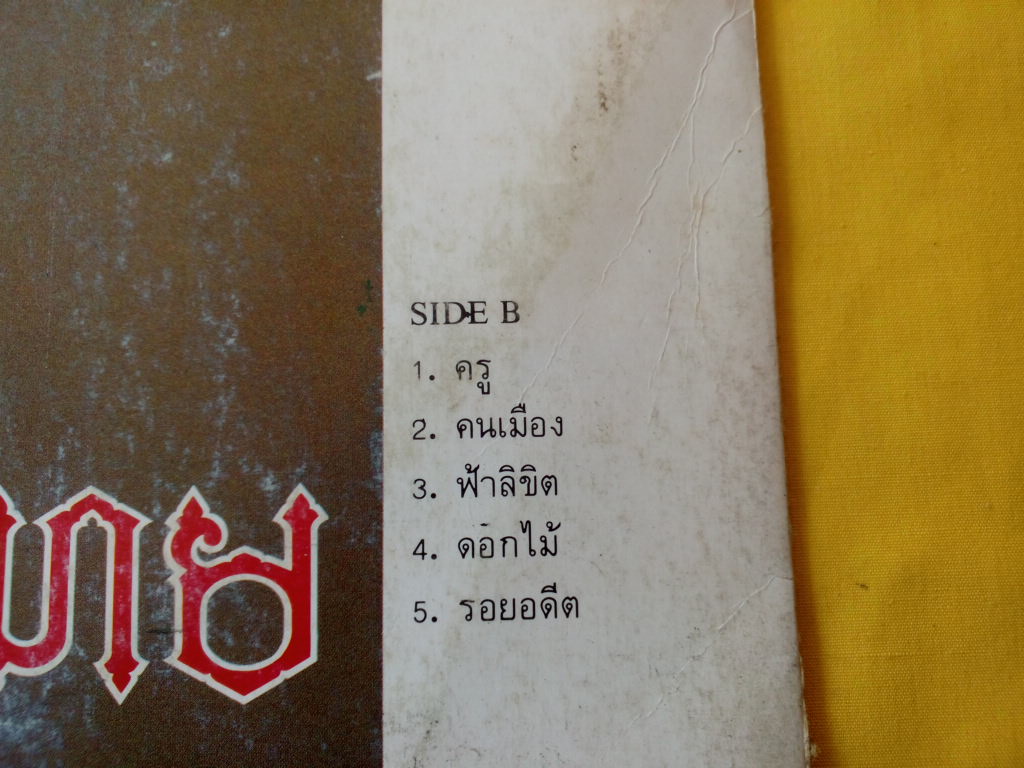 SIDE B
1. ครู
2. คนเมือง
3. ฟ้าลิขิต
4. ดอกไม้
5. รอยอดีต